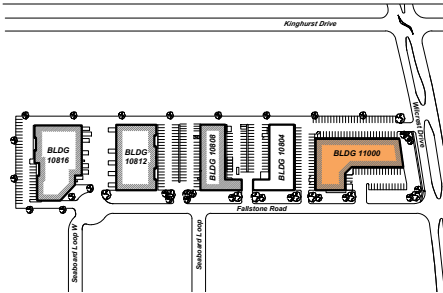 Kinghurst Drive
Wilcrest Drive
BLDG
10816
BLDG
10812
BLDG 10808
BLDG 10804
BLDG 11000
Fallstone Road
Seaboard Loop W
Seaboard Loop